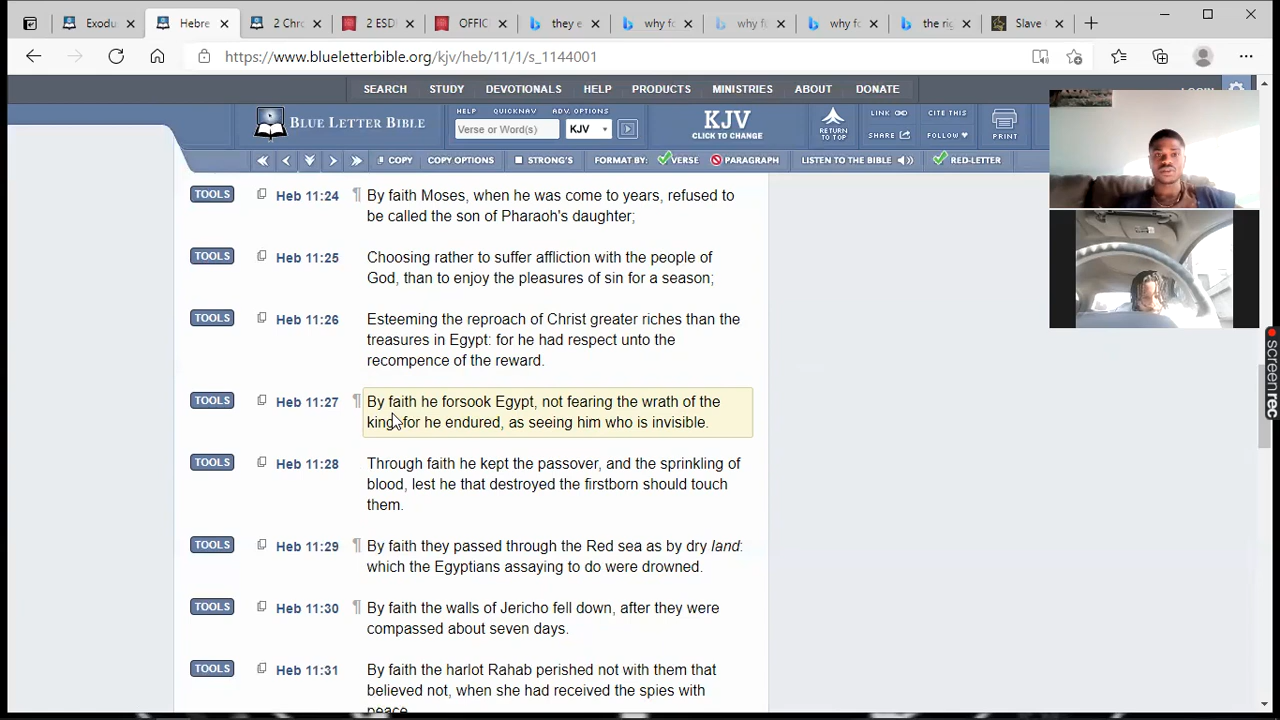 Exodu
Hebre
2 Chro
2 ESDI
OFFIC
they e
why fo
why fo
why fo
the rig
Slave
https://www.blueletterbible.org/kjv/heb/11/1/s_1144001
SEARCH STUDY DEVOTIONALS HELP PRODUCTS MINISTRIES ABOUT DONATE
BLUE LETTER BIBLE
HELP QUICKNAV ADV. OPTIONS
Verse or Word(s) KJV
KJV
CLICK TO CHANGE
RETURN
TO TOP
LINK CITE THIS
SHARE FOLLOW
PRINT
COPY COPY OPTIONS STRONG'S FORMAT BY: VERSE PARAGRAPH LISTEN TO THE BIBLE RED-LETTER
TOOLS Heb 11:24 ¶ By faith Moses, when he was come to years, refused to
be called the son of Pharaoh's daughter;
TOOLS Heb 11:25 Choosing rather to suffer affliction with the people of
God, than to enjoy the pleasures of sin for a season;
TOOLS Heb 11:26 Esteeming the reproach of Christ greater riches than the
treasures in Egypt: for he had respect unto the
recompence of the reward.
TOOLS Heb 11:27 ¶ By faith he forsook Egypt, not fearing the wrath of the
king: for he endured, as seeing him who is invisible.
TOOLS Heb 11:28 Through faith he kept the passover, and the sprinkling of
blood, lest he that destroyed the firstborn should touch
them.
TOOLS Heb 11:29 ¶ By faith they passed through the Red sea as by dry land:
which the Egyptians assaying to do were drowned.
TOOLS Heb 11:30 ¶ By faith the walls of Jericho fell down, after they were
compassed about seven days.
TOOLS Heb 11:31 By faith the harlot Rahab perished not with them that
believed not, when she had received the spies with
peace.
screenrec